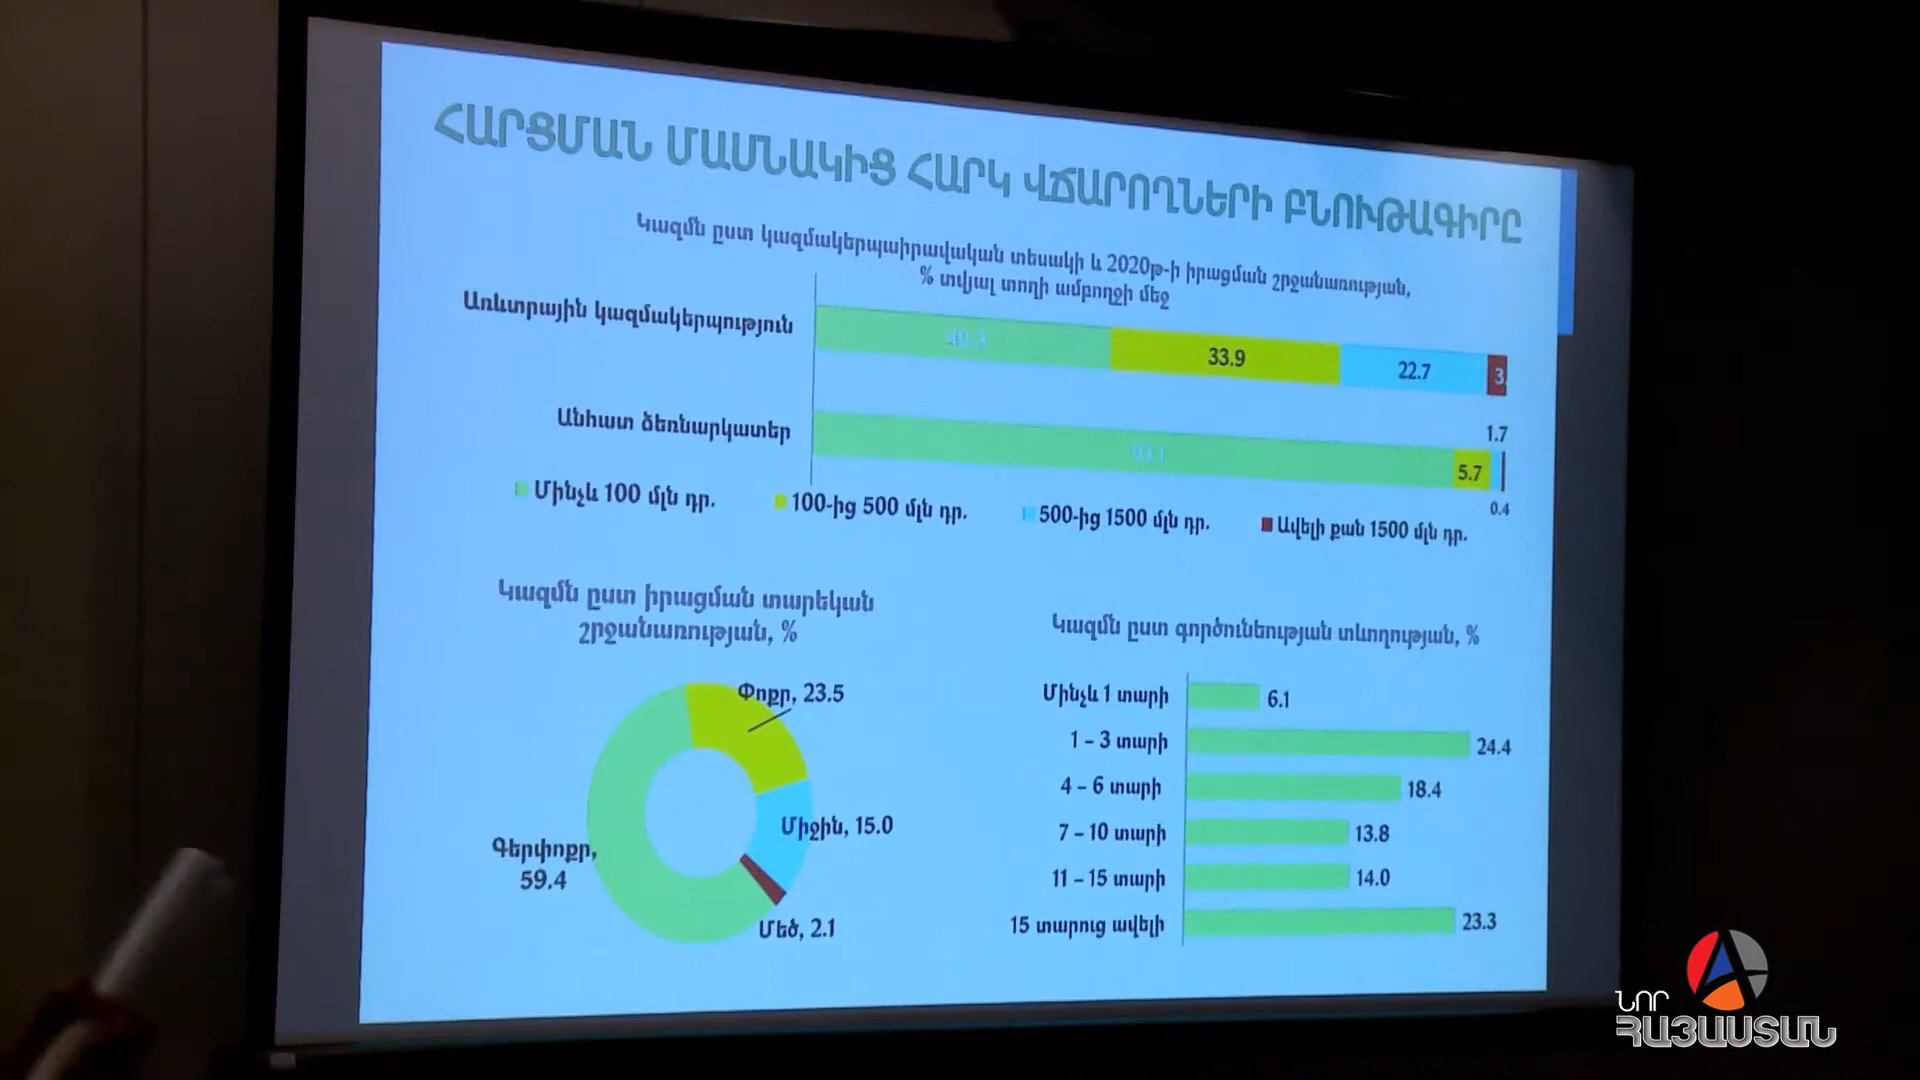 ՀԱՐՑՄԱՆ ՄԱՍՆԱԿԻՑ ՀԱՐԿ ՎՃԱՐՈՂՆԵՐԻ ԲՆՈՒԹԱԳԻՐԸ
Կազմն ըստ կազմակերպաիրավական տեսակի և 2020թ-ի իրացման շրջանառության,
% տվյալ տողի ամբողջի մեջ
Առևտրային կազմակերպություն
33.9
22.7
3
Անհատ ձեռնարկատեր
5.7
1.7
0.4
Մինչև 100 մլն դր.
100-ից 500 մլն դր.
500-ից 1500 մլն դր.
Ավելի քան 1500 մլն դր.
Կազմն ըստ իրացման տարեկան
շրջանառության, %
Փոքր, 23.5
Միջին, 15.0
Մեծ, 2.1
Գերփոքր,
59.4
Կազմն ըստ գործունեության տևողության, %
Մինչև 1 տարի 6.1
1 – 3 տարի 24.4
4 – 6 տարի 18.4
7 – 10 տարի 13.8
11 – 15 տարի 14.0
15 տարուց ավելի 23.3
ՆՈՐ
ՀԱՅԱՍՏԱՆ